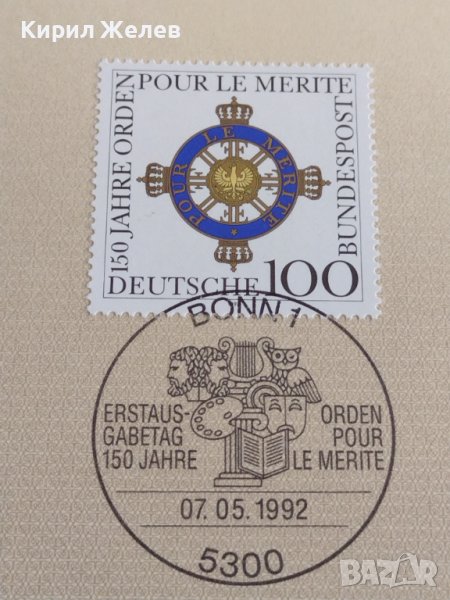 Кирил Желев
150 JAHRE ORDEN
POUR LE MERITE
BUNDESPOST
DEUTSCHE 100
POUR LE MERITE
BONN 1
ERSTAUS-
GABETAG
150 JAHRE
ORDEN
POUR
LE MERITE
07. 05. 1992
5300
BAZAR